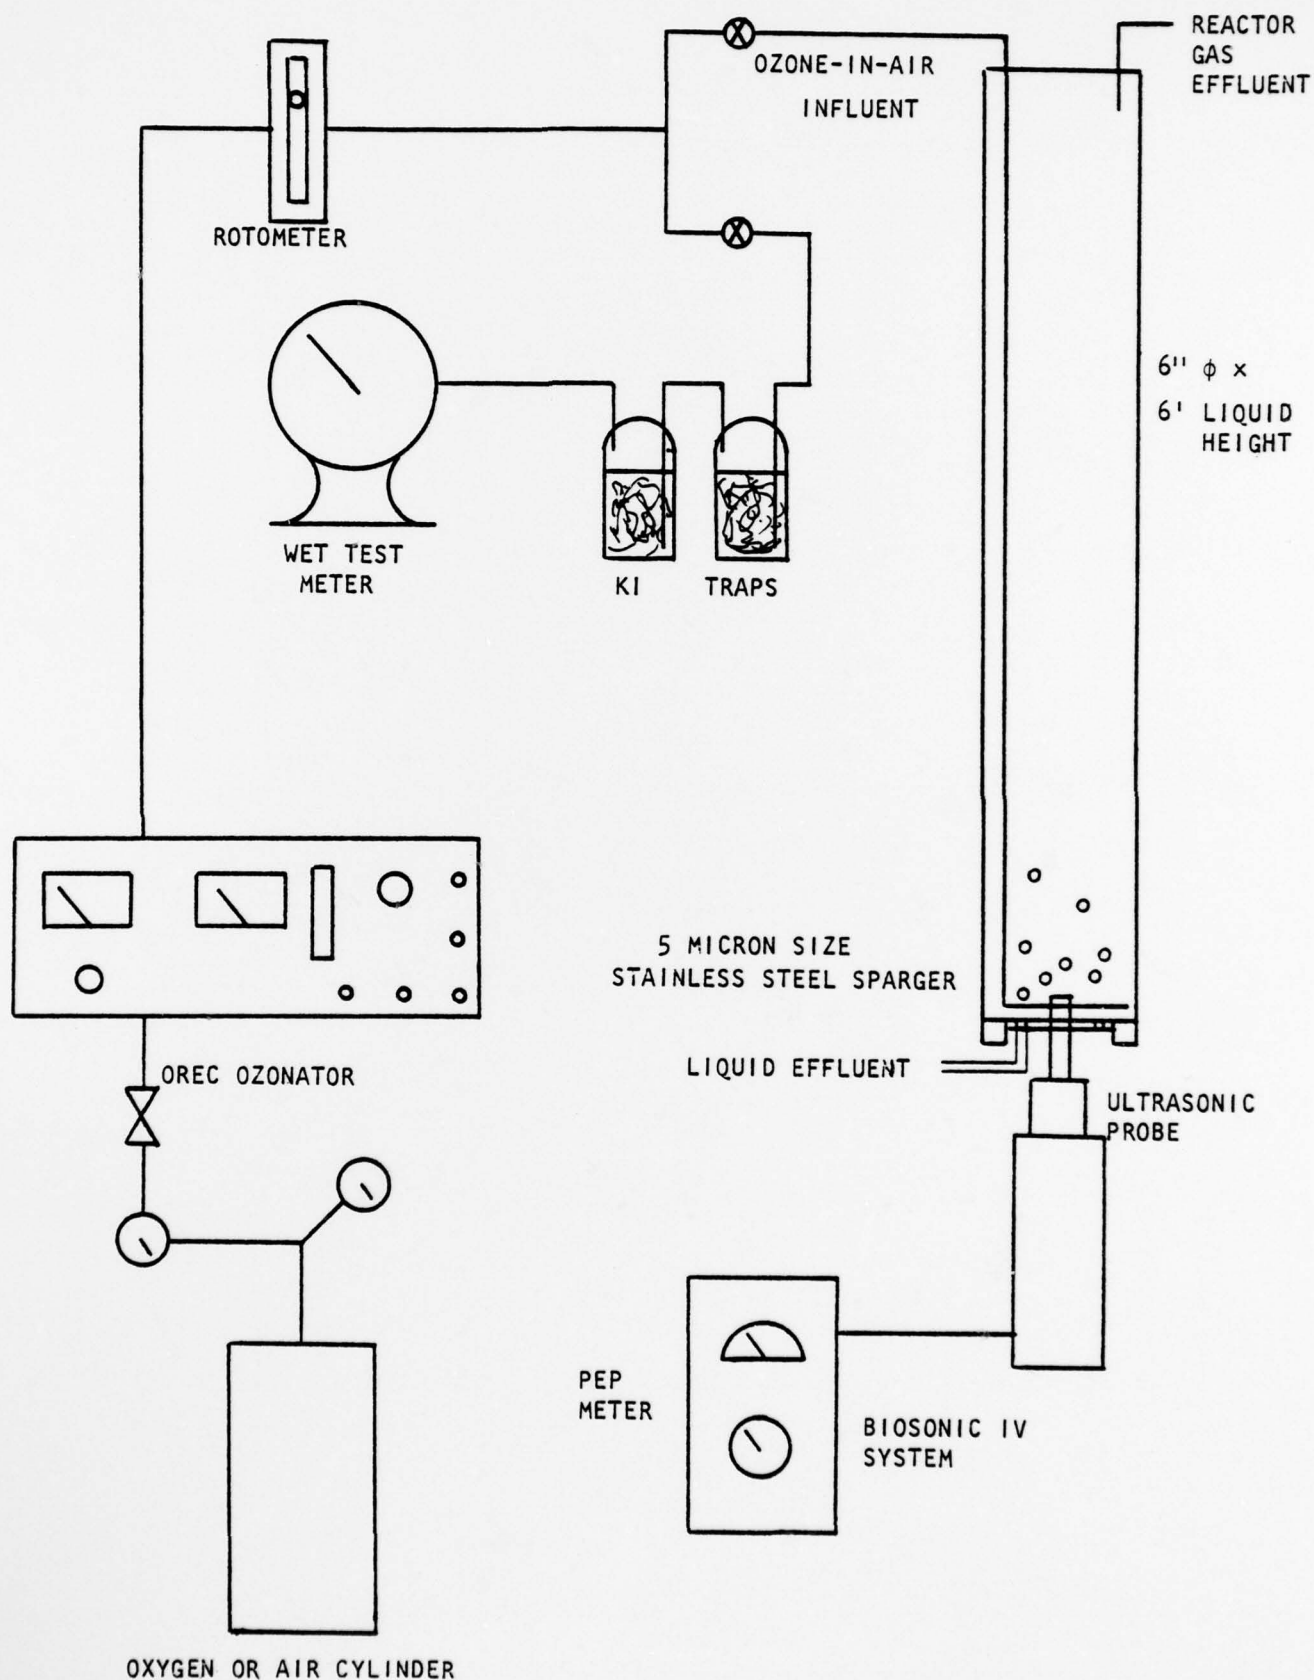 REACTOR
GAS
EFFLUENT
OZONE-IN-AIR
INFLUENT
ROTOMETER
6" ϕ x
6' LIQUID
HEIGHT
WET TEST
METER
KI TRAPS
5 MICRON SIZE
STAINLESS STEEL SPARGER
LIQUID EFFLUENT
OREC OZONATOR
ULTRASONIC
PROBE
PEP
METER
BIOSONIC IV
SYSTEM
OXYGEN OR AIR CYLINDER